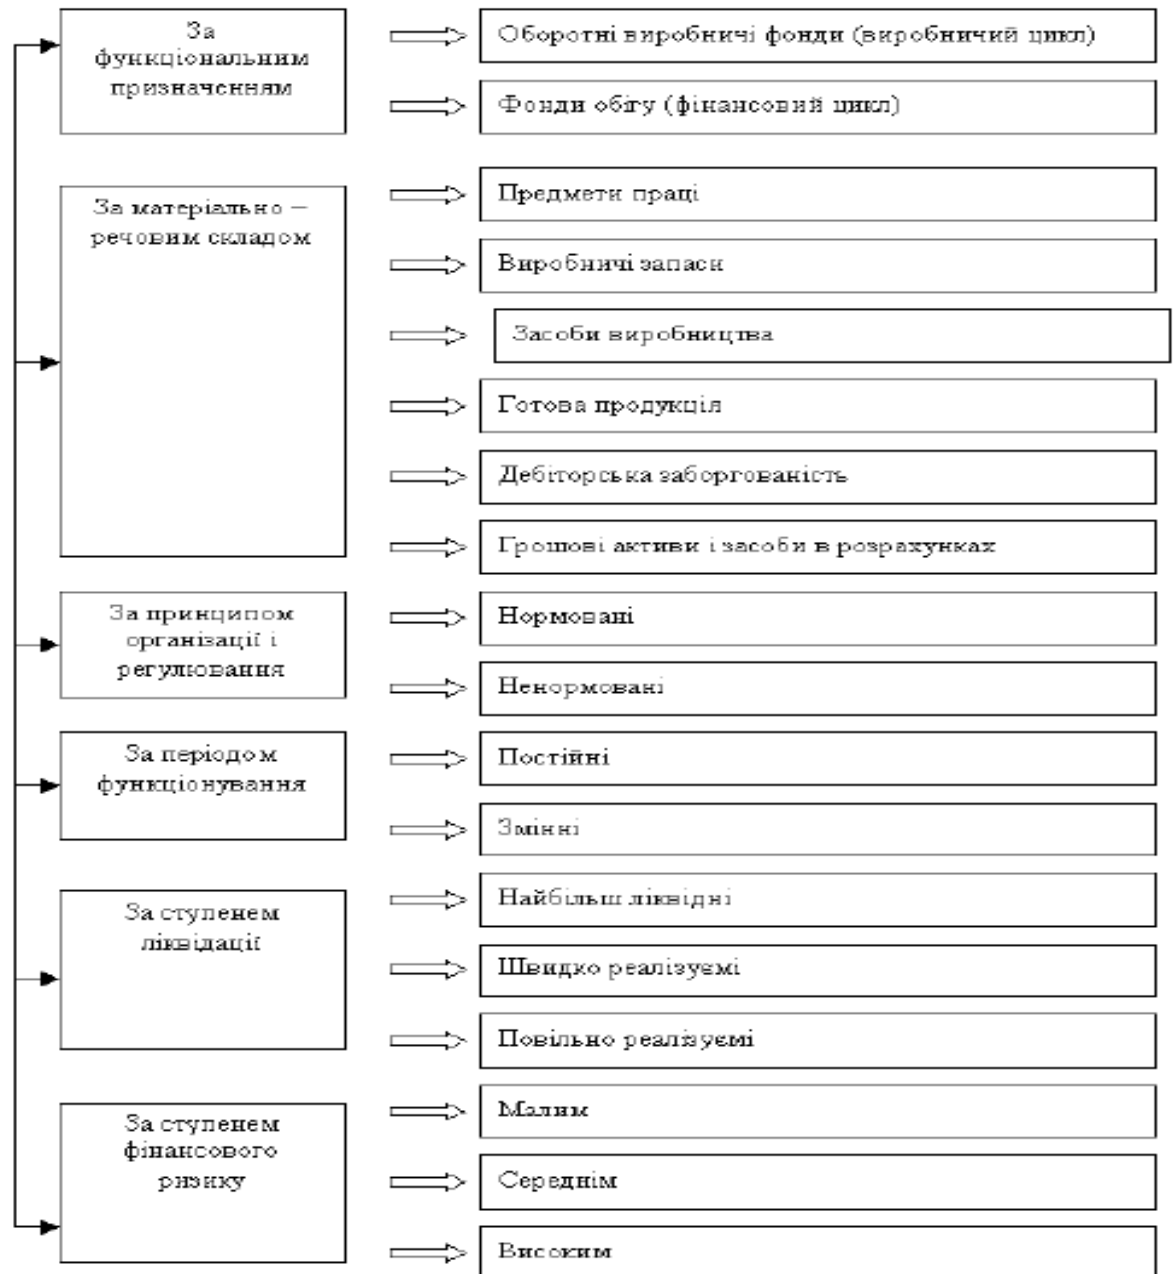 За
функціональним
призначенням
Оборотні виробничі фонди (виробничий цикл)
Фонди обігу (фінансовий цикл)
За матеріально –
речовим складом
Предмети праці
Виробничі запаси
Засоби виробництва
Готова продукція
Дебіторська заборгованість
Грошові активи і засоби в розрахунках
За принципом
організації і
регулювання
Нормовані
Ненормовані
За періодом
функціонування
Постійні
Змінні
За ступенем
ліквідації
Найбільш ліквідні
Швидко реалізуємі
Повільно реалізуємі
За ступенем
фінансового
ризику
Малим
Середнім
Високим